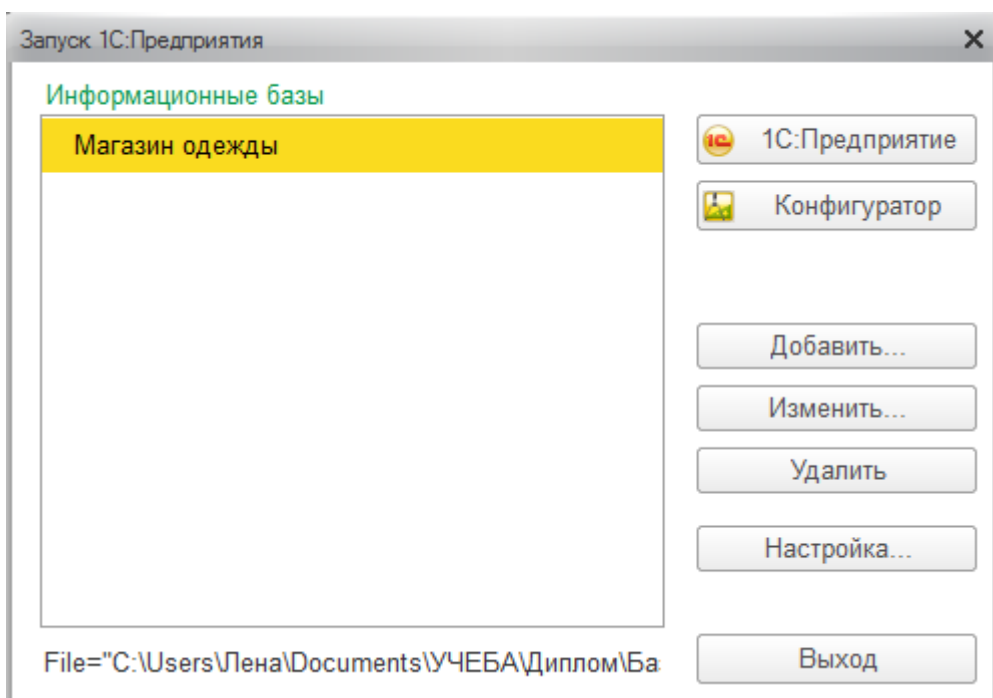 Запуск 1С:Предприятия
Информационные базы
Магазин одежды
1С:Предприятие
Конфигуратор
Добавить...
Изменить...
Удалить
Настройка...
Выход
File="C:\Users\Лена\Documents\УЧЕБА\Диплом\Ба